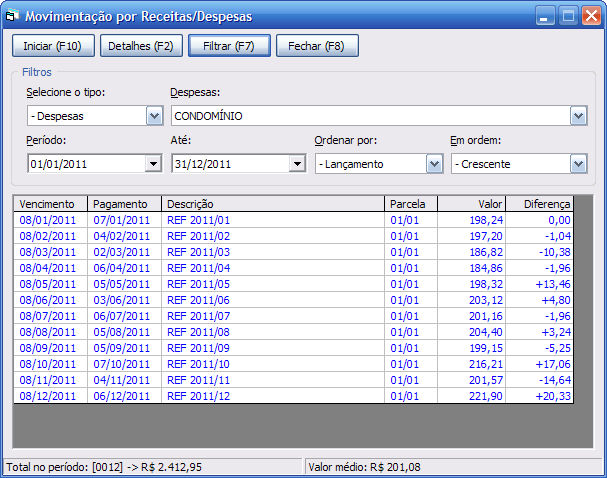 Movimentação por Receitas/Despesas
Iniciar (F10) Detalhes (F2) Filtrar (F7) Fechar (F8)
Filtros
Selecione o tipo: Despesas:
- Despesas CONDOMÍNIO
Período: Até: Ordenar por: Em ordem:
01/01/2011 31/12/2011 - Lançamento - Crescente
Vencimento Pagamento Descrição Parcela Valor Diferença
08/01/2011 07/01/2011 REF 2011/01 01/01 198,24 0,00
08/02/2011 04/02/2011 REF 2011/02 01/01 197,20 -1,04
08/03/2011 02/03/2011 REF 2011/03 01/01 186,82 -10,38
08/04/2011 06/04/2011 REF 2011/04 01/01 184,86 -1,96
08/05/2011 05/05/2011 REF 2011/05 01/01 198,32 +13,46
08/06/2011 03/06/2011 REF 2011/06 01/01 203,12 +4,80
08/07/2011 06/07/2011 REF 2011/07 01/01 201,16 -1,96
08/08/2011 05/08/2011 REF 2011/08 01/01 204,40 +3,24
08/09/2011 05/09/2011 REF 2011/09 01/01 199,15 -5,25
08/10/2011 07/10/2011 REF 2011/10 01/01 216,21 +17,06
08/11/2011 04/11/2011 REF 2011/11 01/01 201,57 -14,64
08/12/2011 06/12/2011 REF 2011/12 01/01 221,90 +20,33
Total no período: [0012] -> R$ 2.412,95 Valor médio: R$ 201,08